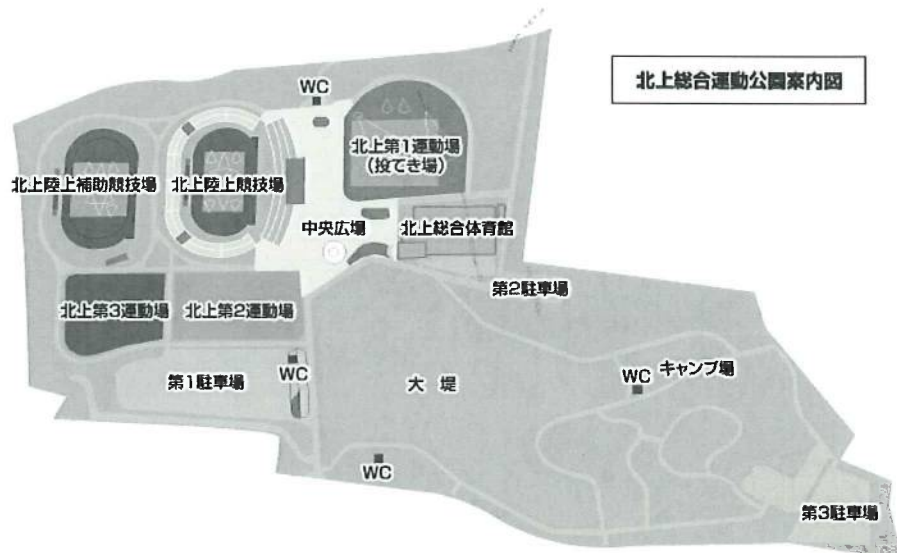 北上総合運動公園案内図
WC
北上第1運動場
(投てき場)
北上陸上補助競技場
北上陸上競技場
中央広場
北上総合体育館
第2駐車場
北上第3運動場
北上第2運動場
第1駐車場
WC
大堤
WC
キャンプ場
WC
第3駐車場